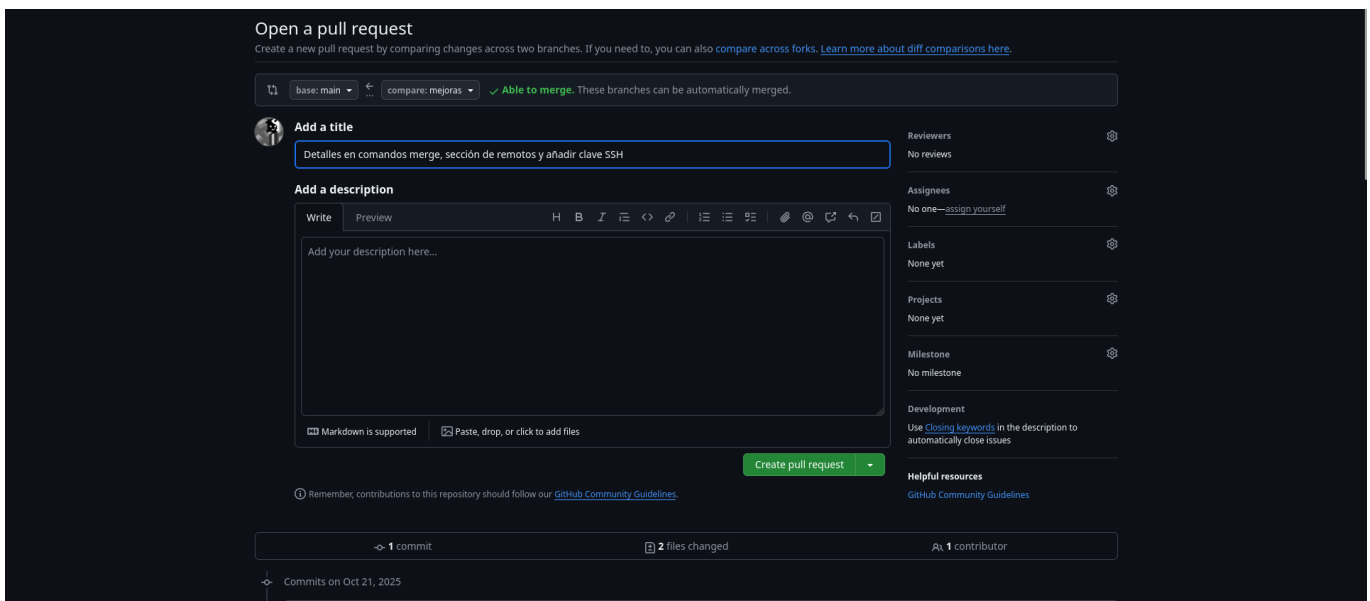 Open a pull request
Create a new pull request by comparing changes across two branches. If you need to, you can also compare across forks. Learn more about diff comparisons here.
base: main
compare: mejoras
Able to merge. These branches can be automatically merged.
Add a title
Detalles en comandos merge, sección de remotos y añadir clave SSH
Add a description
Write
Preview
Add your description here...
Markdown is supported
Paste, drop, or click to add files
Create pull request
Remember, contributions to this repository should follow our GitHub Community Guidelines.
Reviewers
No reviews
Assignees
No one—assign yourself
Labels
None yet
Projects
None yet
Milestone
No milestone
Development
Use Closing keywords in the description to
automatically close issues
Helpful resources
GitHub Community Guidelines
1 commit
2 files changed
1 contributor
Commits on Oct 21, 2025